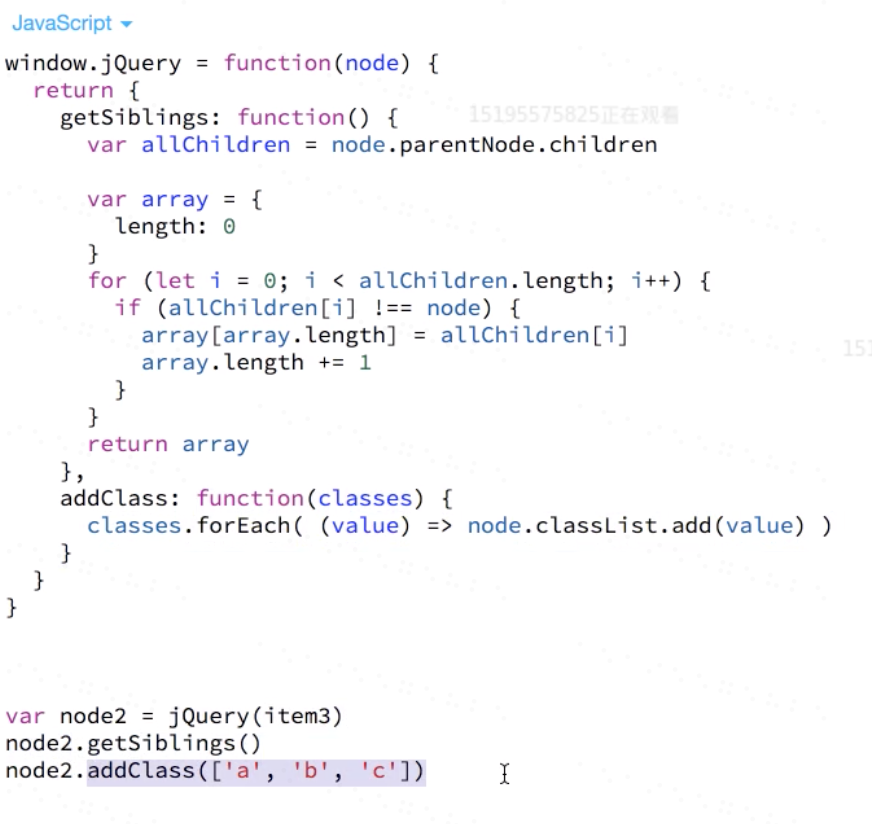 JavaScript
window.jQuery = function(node) {
  return {
    getSiblings: function() {
15195575825正在观看
      var allChildren = node.parentNode.children

      var array = {
        length: 0
      }
      for (let i = 0; i < allChildren.length; i++) {
        if (allChildren[i] !== node) {
          array[array.length] = allChildren[i]
151
          array.length += 1
        }
      }
      return array
    },
    addClass: function(classes) {
      classes.forEach( (value) => node.classList.add(value) )
    }
  }
}

var node2 = jQuery(item3)
node2.getSiblings()
node2.addClass(['a', 'b', 'c'])